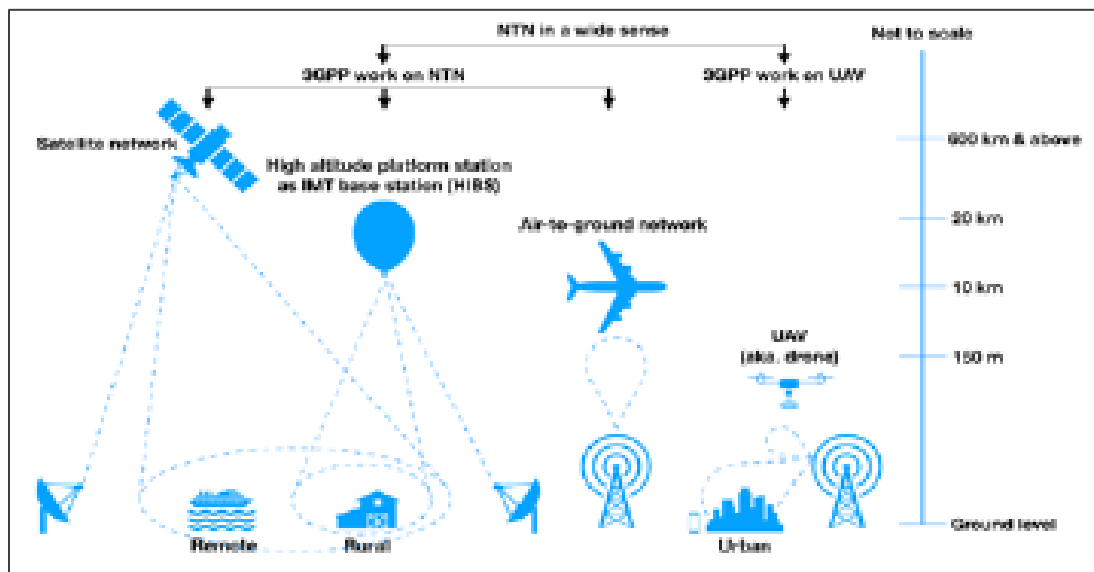 NTN in a wide sense
Not to scale
3GPP work on NTN
3GPP work on UAV
Satellite network
600 km & above
High altitude platform station
as IMT base station (HIBS)
20 km
Air-to-ground network
10 km
UAV
(aka. drone)
150 m
Remote
Rural
Urban
Ground level